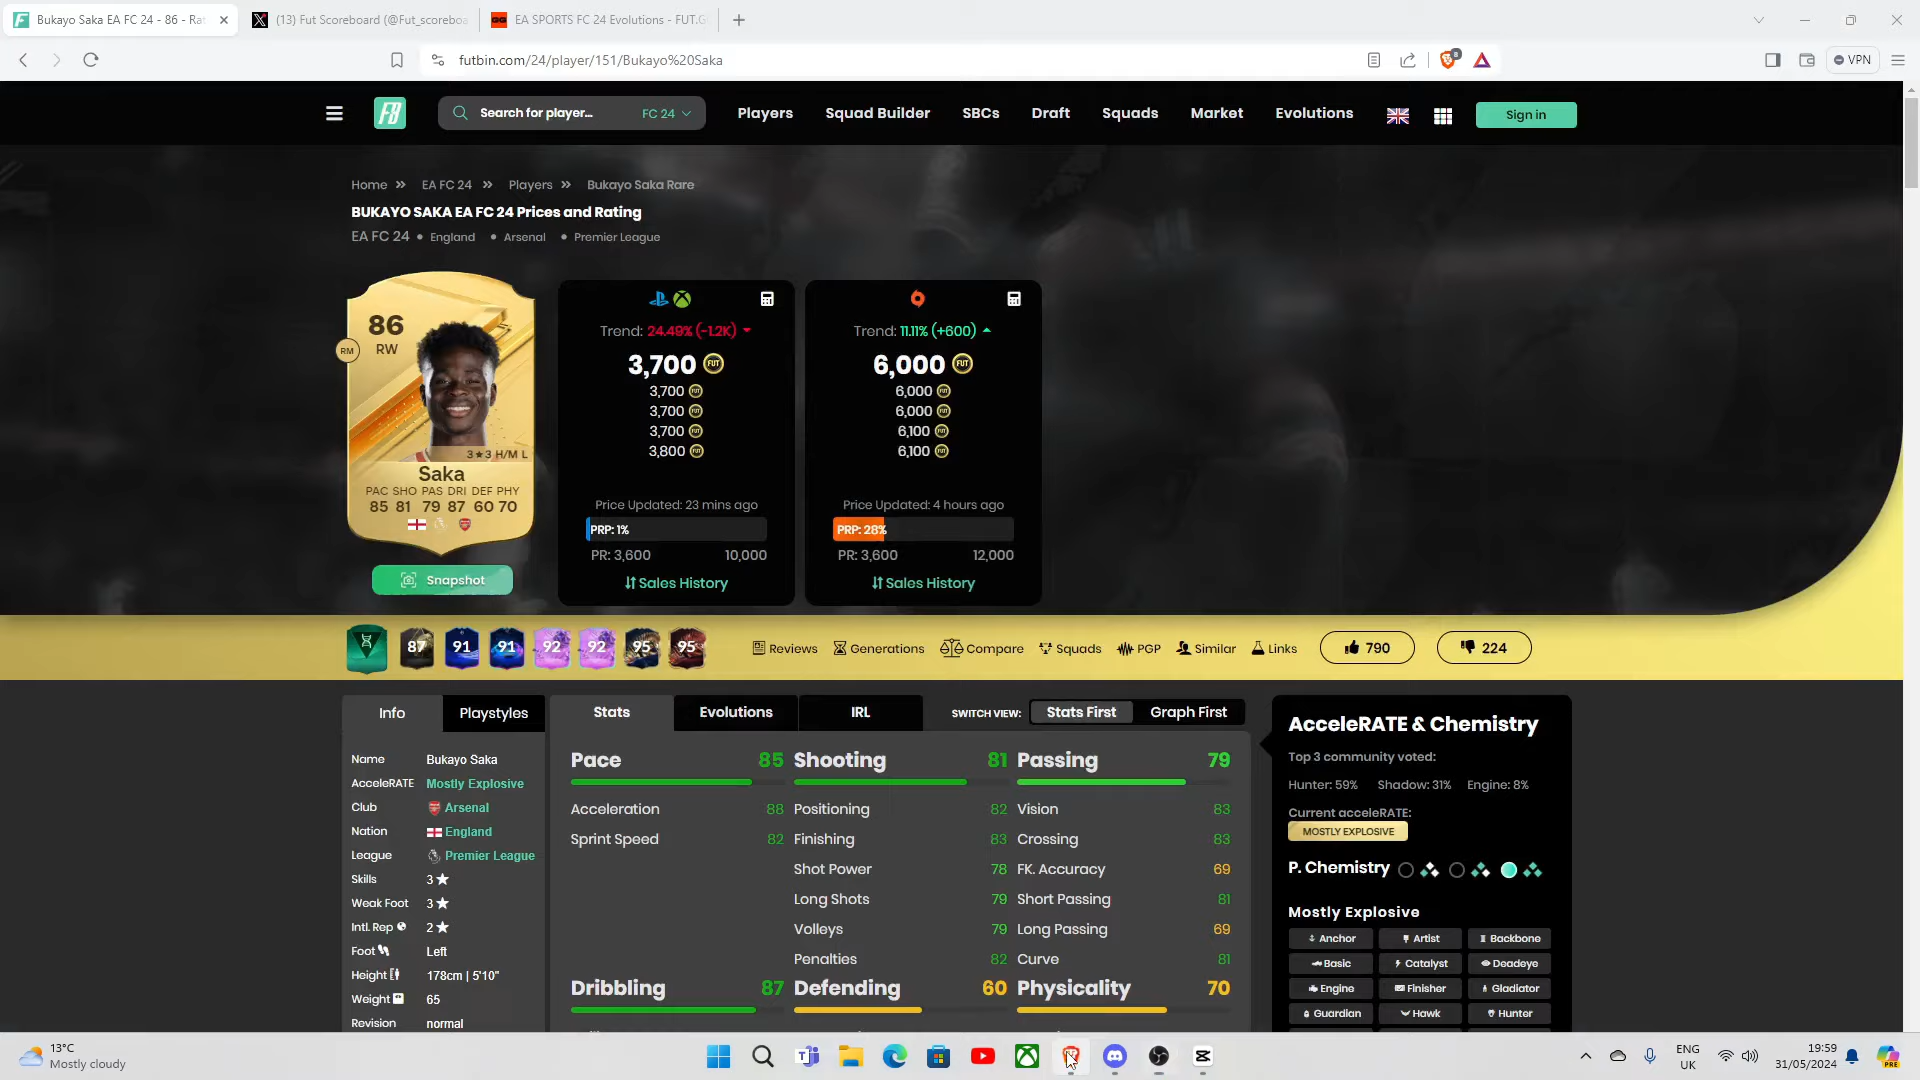 Bukayo Saka EA FC 24 - 86 - Rat
(13) Fut Scoreboard (@Fut_scoreboa
EA SPORTS FC 24 Evolutions - FUT.G
futbin.com/24/player/151/Bukayo%20Saka
8
VPN
FB
Search for player...
FC 24
Players
Squad Builder
SBCs
Draft
Squads
Market
Evolutions
Sign in
Home » EA FC 24 » Players » Bukayo Saka Rare
BUKAYO SAKA EA FC 24 Prices and Rating
EA FC 24 • England • Arsenal • Premier League
86
RW
RM
3★3 H/M L
Saka
PAC SHO PAS DRI DEF PHY
85 81 79 87 60 70
Snapshot
Trend: 24.49% (-1.2K)
3,700
3,700
3,700
3,700
3,800
Price Updated: 23 mins ago
PRP: 1%
PR: 3,600 10,000
Sales History
Trend: 11.11% (+600)
6,000
6,000
6,000
6,100
6,100
Price Updated: 4 hours ago
PRP: 28%
PR: 3,600 12,000
Sales History
87 91 91 92 92 95 95
Reviews Generations Compare Squads PGP Similar Links
790
224
Info Playstyles
Name Bukayo Saka
AcceleRATE Mostly Explosive
Club Arsenal
Nation England
League Premier League
Skills 3★
Weak Foot 3★
Intl. Rep 2★
Foot Left
Height 178cm | 5'10"
Weight 65
Revision normal
Stats Evolutions IRL
SWITCH VIEW: Stats First Graph First
Pace 85
Acceleration 88
Sprint Speed 82
Shooting 81
Positioning 82
Finishing 83
Shot Power 78
Long Shots 79
Volleys 79
Penalties 82
Passing 79
Vision 83
Crossing 83
FK. Accuracy 69
Short Passing 81
Long Passing 69
Curve 81
Dribbling 87
Defending 60
Physicality 70
AcceleRATE & Chemistry
Top 3 community voted:
Hunter: 59% Shadow: 31% Engine: 8%
Current acceleRATE:
MOSTLY EXPLOSIVE
P. Chemistry
Mostly Explosive
Anchor Artist Backbone
Basic Catalyst Deadeye
Engine Finisher Gladiator
Guardian Hawk Hunter
13°C
Mostly cloudy
ENG
UK
19:59
31/05/2024
PRE